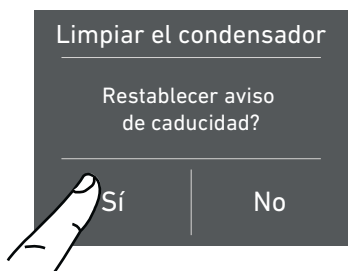 Limpiar el condensador
Restablecer aviso
de caducidad?
Sí
No